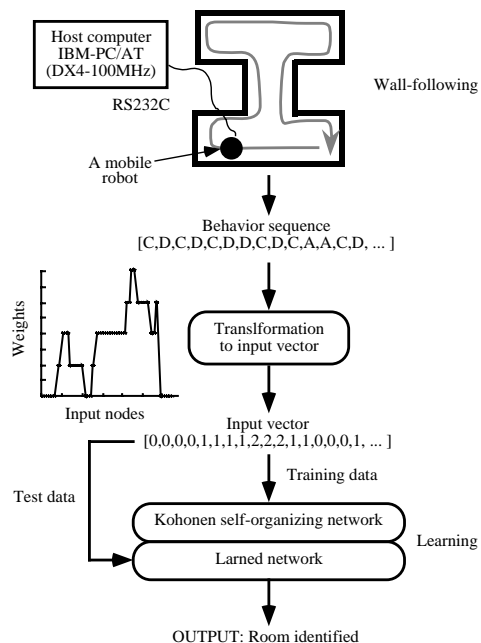 Host computer
IBM-PC/AT
(DX4-100MHz)
RS232C
Wall-following
A mobile
robot
Behavior sequence
[C,D,C,D,C,D,D,C,D,C,A,A,C,D, ... ]
Weights
Input nodes
Translformation
to input vector
Input vector
[0,0,0,0,1,1,1,1,2,2,2,1,1,0,0,0,1, ... ]
Test data
Training data
Kohonen self-organizing network
Larned network
Learning
OUTPUT: Room identified